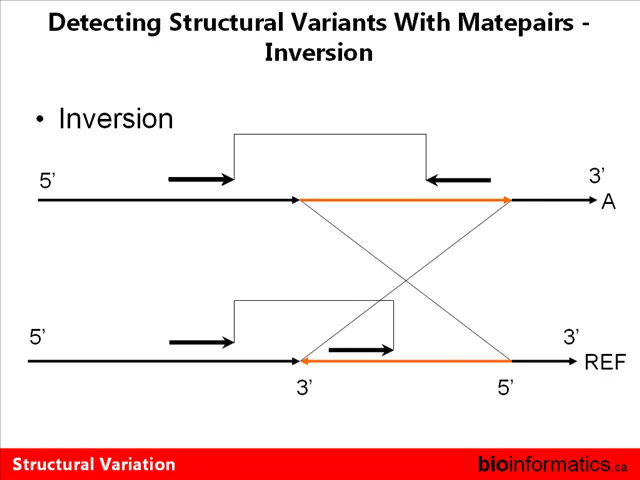 Detecting Structural Variants With Matepairs -
Inversion
• Inversion
5’
3’
A
5’
3’
REF
3’
5’
Structural Variation
bioinformatics.ca